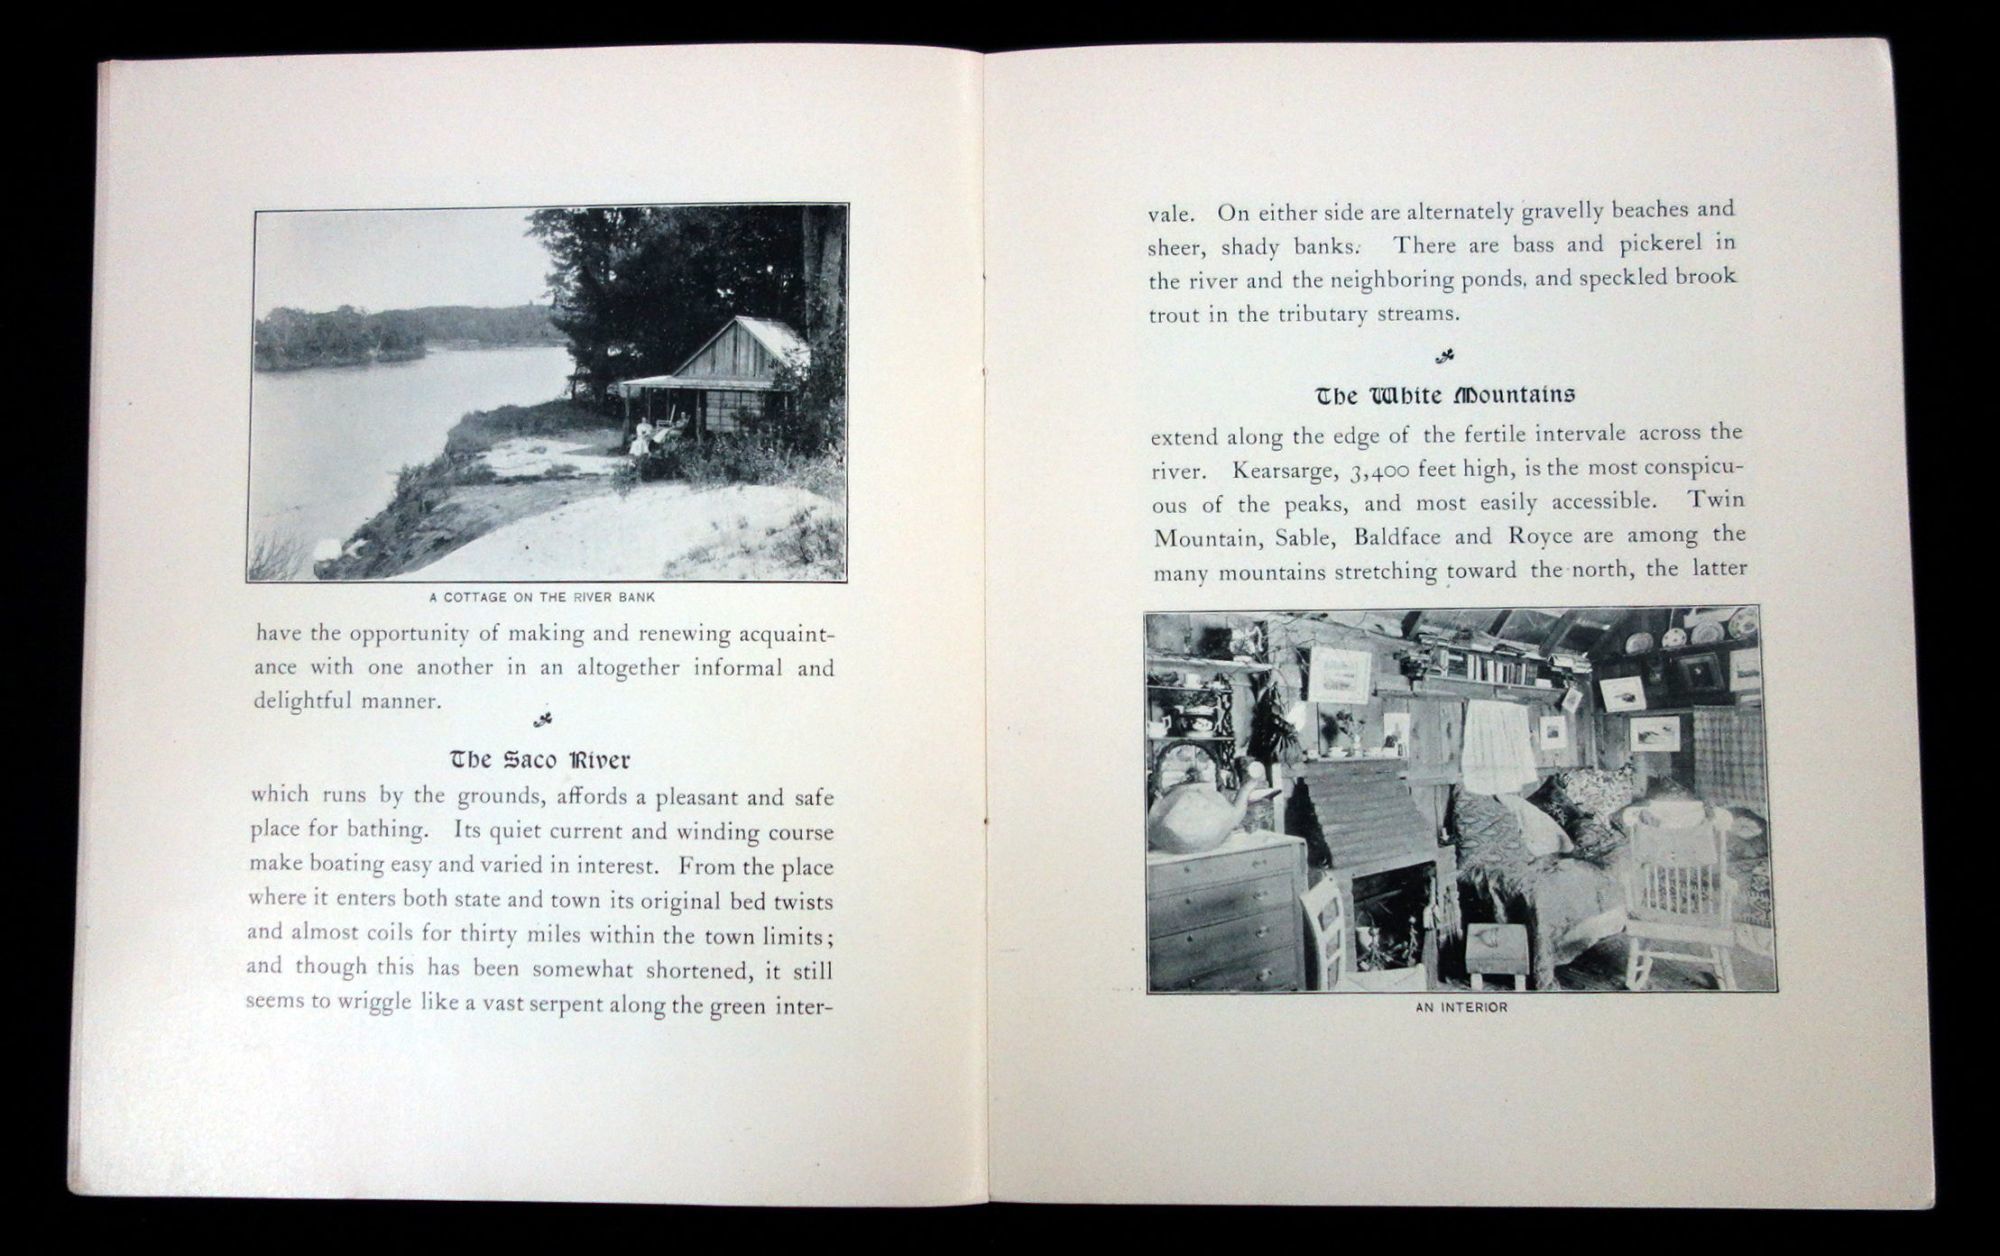 A COTTAGE ON THE RIVER BANK
have the opportunity of making and renewing acquaint-
ance with one another in an altogether informal and
delightful manner.
The Saco River
which runs by the grounds, affords a pleasant and safe
place for bathing. Its quiet current and winding course
make boating easy and varied in interest. From the place
where it enters both state and town its original bed twists
and almost coils for thirty miles within the town limits;
and though this has been somewhat shortened, it still
seems to wriggle like a vast serpent along the green inter-
vale. On either side are alternately gravelly beaches and
sheer, shady banks. There are bass and pickerel in
the river and the neighboring ponds, and speckled brook
trout in the tributary streams.
The White Mountains
extend along the edge of the fertile intervale across the
river. Kearsarge, 3,400 feet high, is the most conspicu-
ous of the peaks, and most easily accessible. Twin
Mountain, Sable, Baldface and Royce are among the
many mountains stretching toward the north, the latter
AN INTERIOR